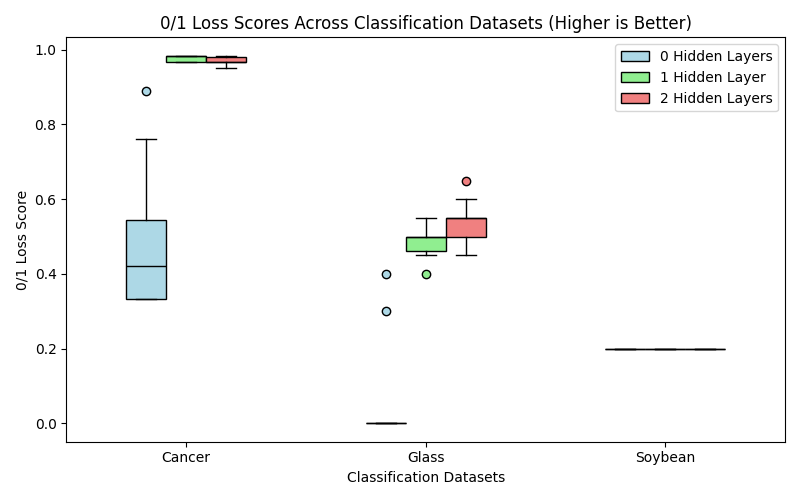 0/1 Loss Scores Across Classification Datasets (Higher is Better)
0 Hidden Layers
1 Hidden Layer
2 Hidden Layers
0/1 Loss Score
1.0
0.8
0.6
0.4
0.2
0.0
Cancer
Glass
Soybean
Classification Datasets